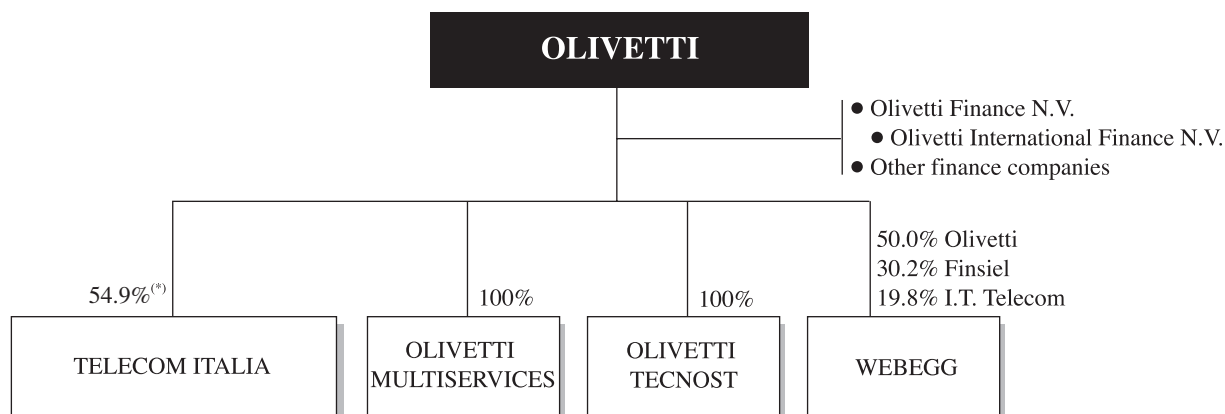 OLIVETTI
● Olivetti Finance N.V.
● Olivetti International Finance N.V.
● Other finance companies
50.0% Olivetti
30.2% Finsiel
19.8% I.T. Telecom
54.9%(*)
100%
100%
TELECOM ITALIA
OLIVETTI
MULTISERVICES
OLIVETTI
TECNOST
WEBEGG